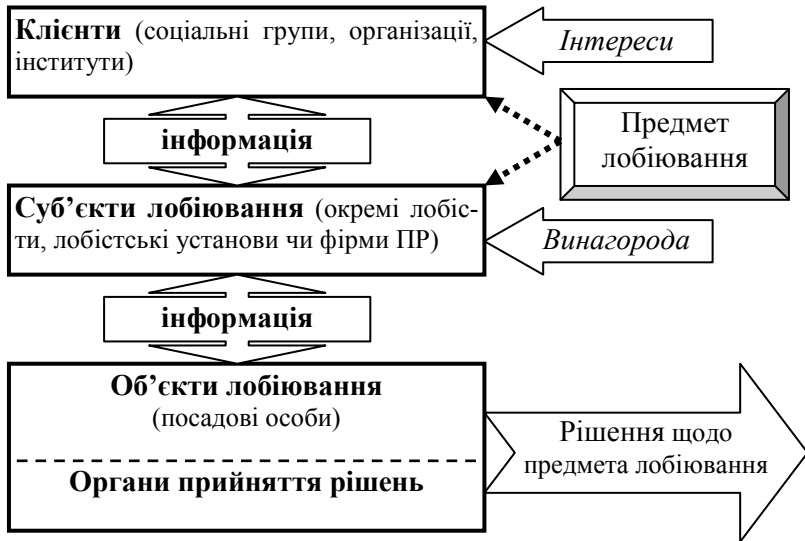 Клієнти (соціальні групи, організації,
інститути)
Інтереси
інформація
Предмет
лобіювання
Суб’єкти лобіювання (окремі лобіс-
ти, лобістські установи чи фірми ПР)
Винагорода
інформація
Об’єкти лобіювання
(посадові особи)
Органи прийняття рішень
Рішення щодо
предмета лобіювання